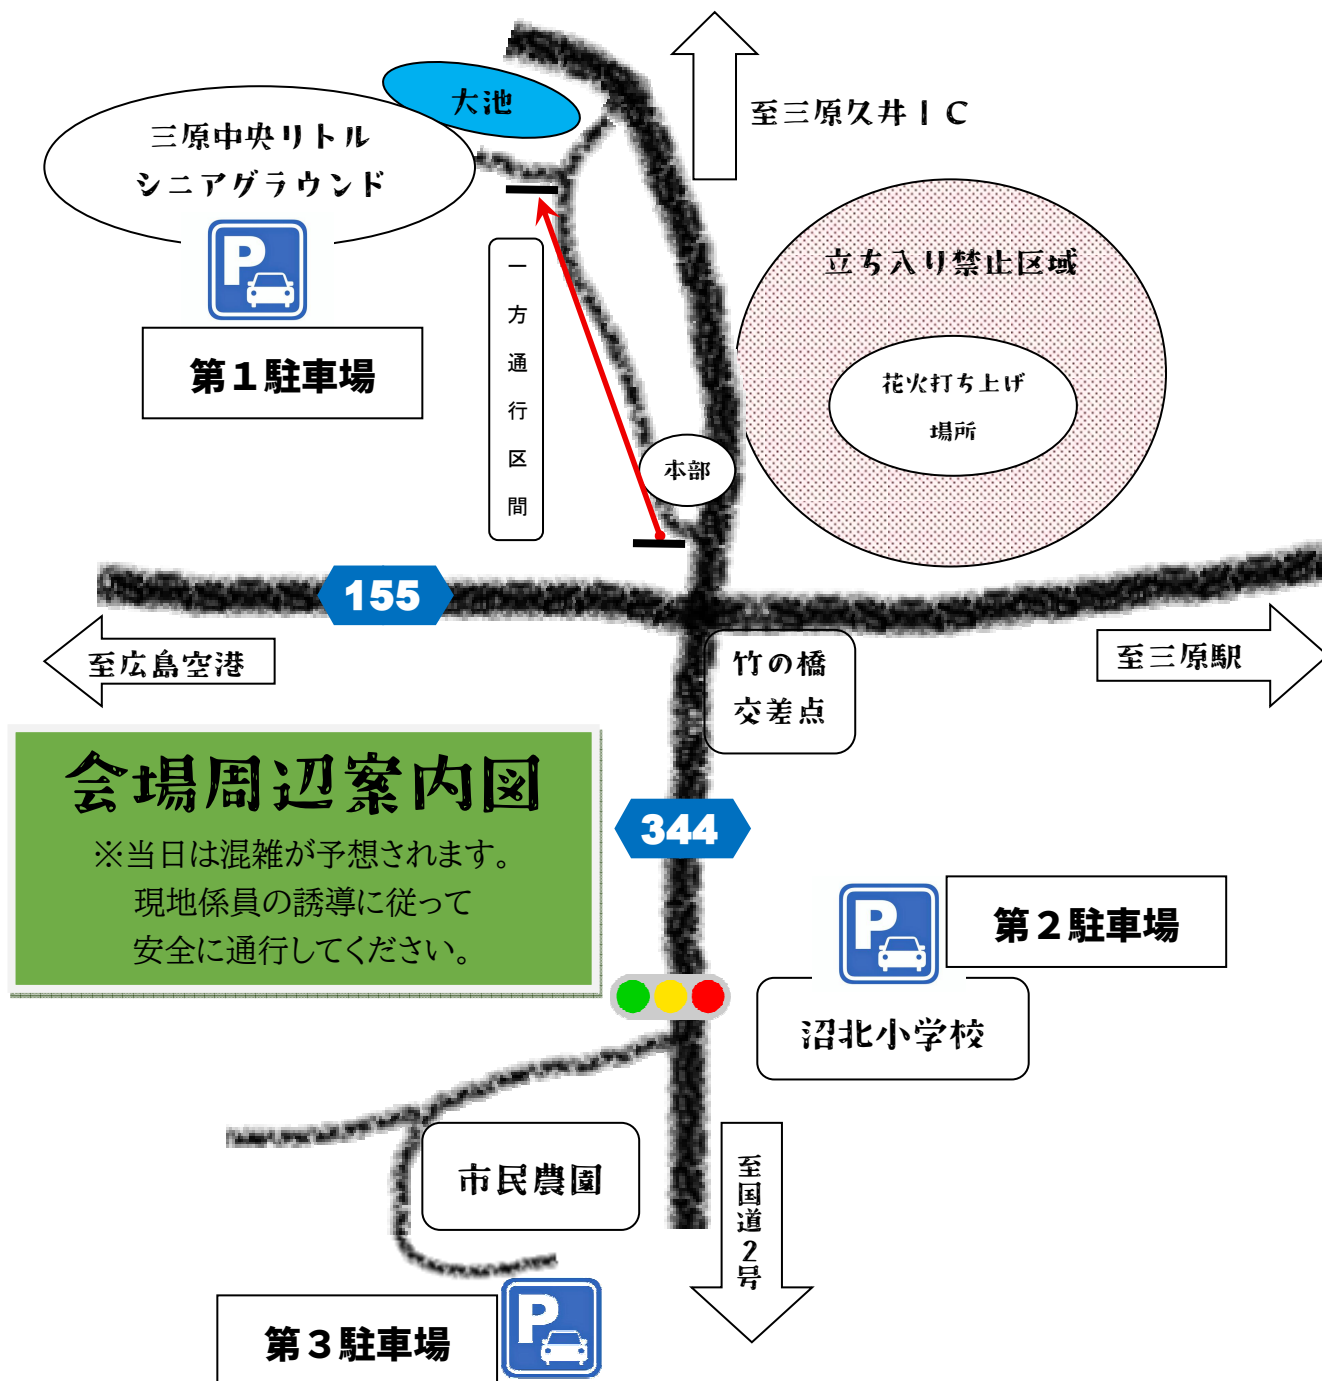 大池
至三原久井IC
三原中央リトル
シニアグラウンド
P
第1駐車場
一方通行区間
立ち入り禁止区域
花火打ち上げ
場所
本部
155
至広島空港
竹の橋
交差点
至三原駅
会場周辺案内図
※当日は混雑が予想されます。
現地係員の誘導に従って
安全に通行してください。
344
P
第2駐車場
沼北小学校
市民農園
至国道2号
第3駐車場
P